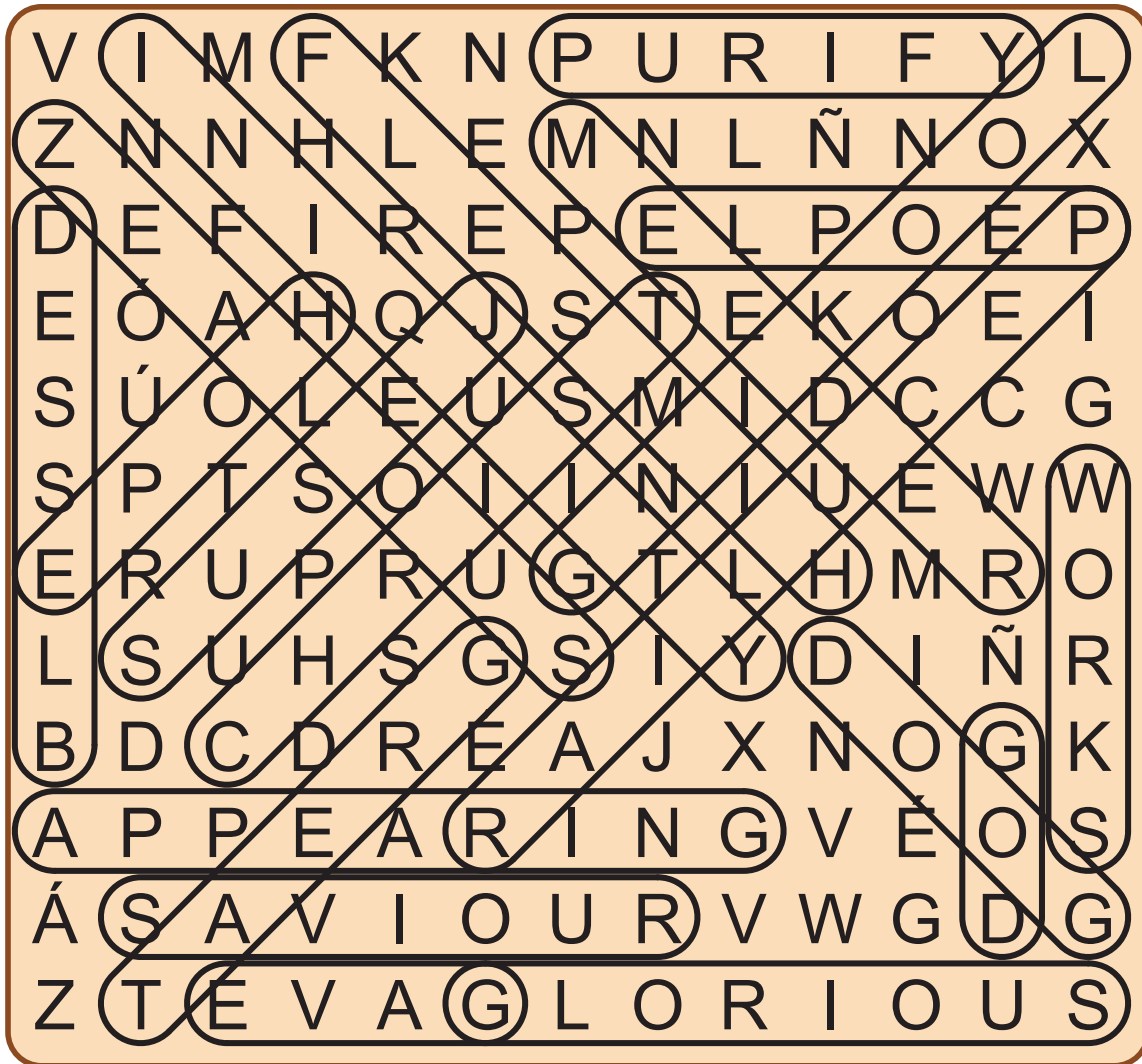 V I M F K N P U R I F Y L
Z N N H L E M N L Ñ N O X
D E F I R E P E L P O E P
E Ó A H Q J S T E K O E I
S Ú O L E U S M I D C C G
S P T S O I I N I U E W W
E R U P R U G T L H M R O
L S U H S G S I Y D I Ñ R
B D C D R E A J X N O G K
A P P E A R I N G V É O S
Á S A V I O U R V W G D G
Z T E V A G L O R I O U S